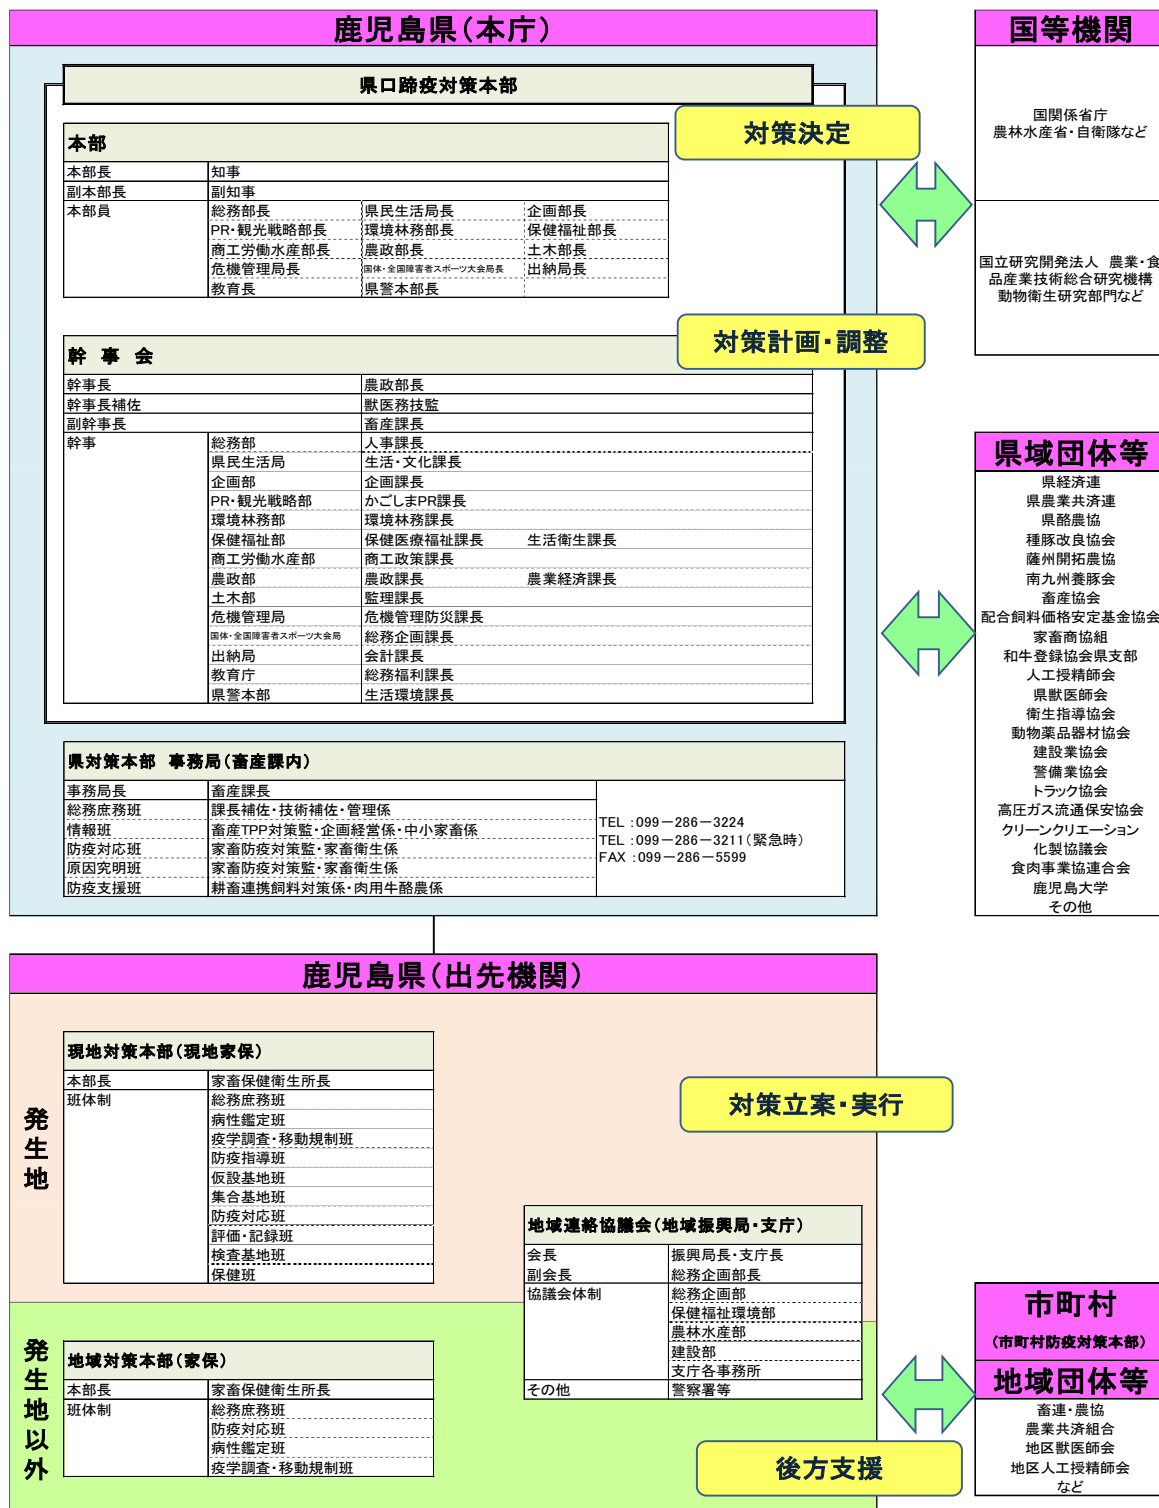 鹿児島県（本庁）
県口蹄疫対策本部
対策決定
本部
本部長 知事
副本部長 副知事
本部員 総務部長 県民生活局長 企画部長
PR・観光戦略部長 環境林務部長 保健福祉部長
商工労働水産部長 農政部長 土木部長
危機管理局長 国体・全国障害者スポーツ大会局長 出納局長
教育長 県警本部長
対策計画・調整
幹 事 会
幹事長 農政部長
幹事長補佐 獣医務技監
副幹事長 畜産課長
幹事 総務部 人事課長
県民生活局 生活・文化課長
企画部 企画課長
PR・観光戦略部 かごしまPR課長
環境林務部 環境林務課長
保健福祉部 保健医療福祉課長 生活衛生課長
商工労働水産部 商工政策課長
農政部 農政課長 農業経済課長
土木部 監理課長
危機管理局 危機管理防災課長
国体・全国障害者スポーツ大会局 総務企画課長
出納局 会計課長
教育庁 総務福利課長
県警本部 生活環境課長
県対策本部 事務局（畜産課内）
事務局長 畜産課長
総務庶務班 課長補佐・技術補佐・管理係
情報班 畜産TPP対策監・企画経営係・中小家畜係
防疫対応班 家畜防疫対策監・家畜衛生係
原因究明班 家畜防疫対策監・家畜衛生係
防疫支援班 耕畜連携飼料対策係・肉用牛酪農係
TEL：099－286－3224
TEL：099－286－3211（緊急時）
FAX：099－286－5599
国等機関
国関係省庁
農林水産省・自衛隊など
国立研究開発法人 農業・食
品産業技術総合研究機構
動物衛生研究部門など
県域団体等
県経済連
県農業共済連
県酪農協
種豚改良協会
薩州開拓農協
南九州養豚会
畜産協会
配合飼料価格安定基金協会
家畜商協組
和牛登録協会県支部
人工授精師会
県獣医師会
衛生指導協会
動物薬品器材協会
建設業協会
警備業協会
トラック協会
高圧ガス流通保安協会
クリーンクリエーション
化製協議会
食肉事業協連合会
鹿児島大学
その他
鹿児島県（出先機関）
発生地
現地対策本部（現地家保）
本部長 家畜保健衛生所長
班体制 総務庶務班
病性鑑定班
疫学調査・移動規制班
防疫指導班
仮設基地班
集合基地班
防疫対応班
評価・記録班
検査基地班
保健班
対策立案・実行
地域連絡協議会（地域振興局・支庁）
会長 振興局長・支庁長
副会長 総務企画部長
協議会体制 総務企画部
保健福祉環境部
農林水産部
建設部
支庁各事務所
その他 警察署等
発生地以外
地域対策本部（家保）
本部長 家畜保健衛生所長
班体制 総務庶務班
防疫対応班
病性鑑定班
疫学調査・移動規制班
後方支援
市町村
（市町村防疫対策本部）
地域団体等
畜連・農協
農業共済組合
地区獣医師会
地区人工授精師会
など